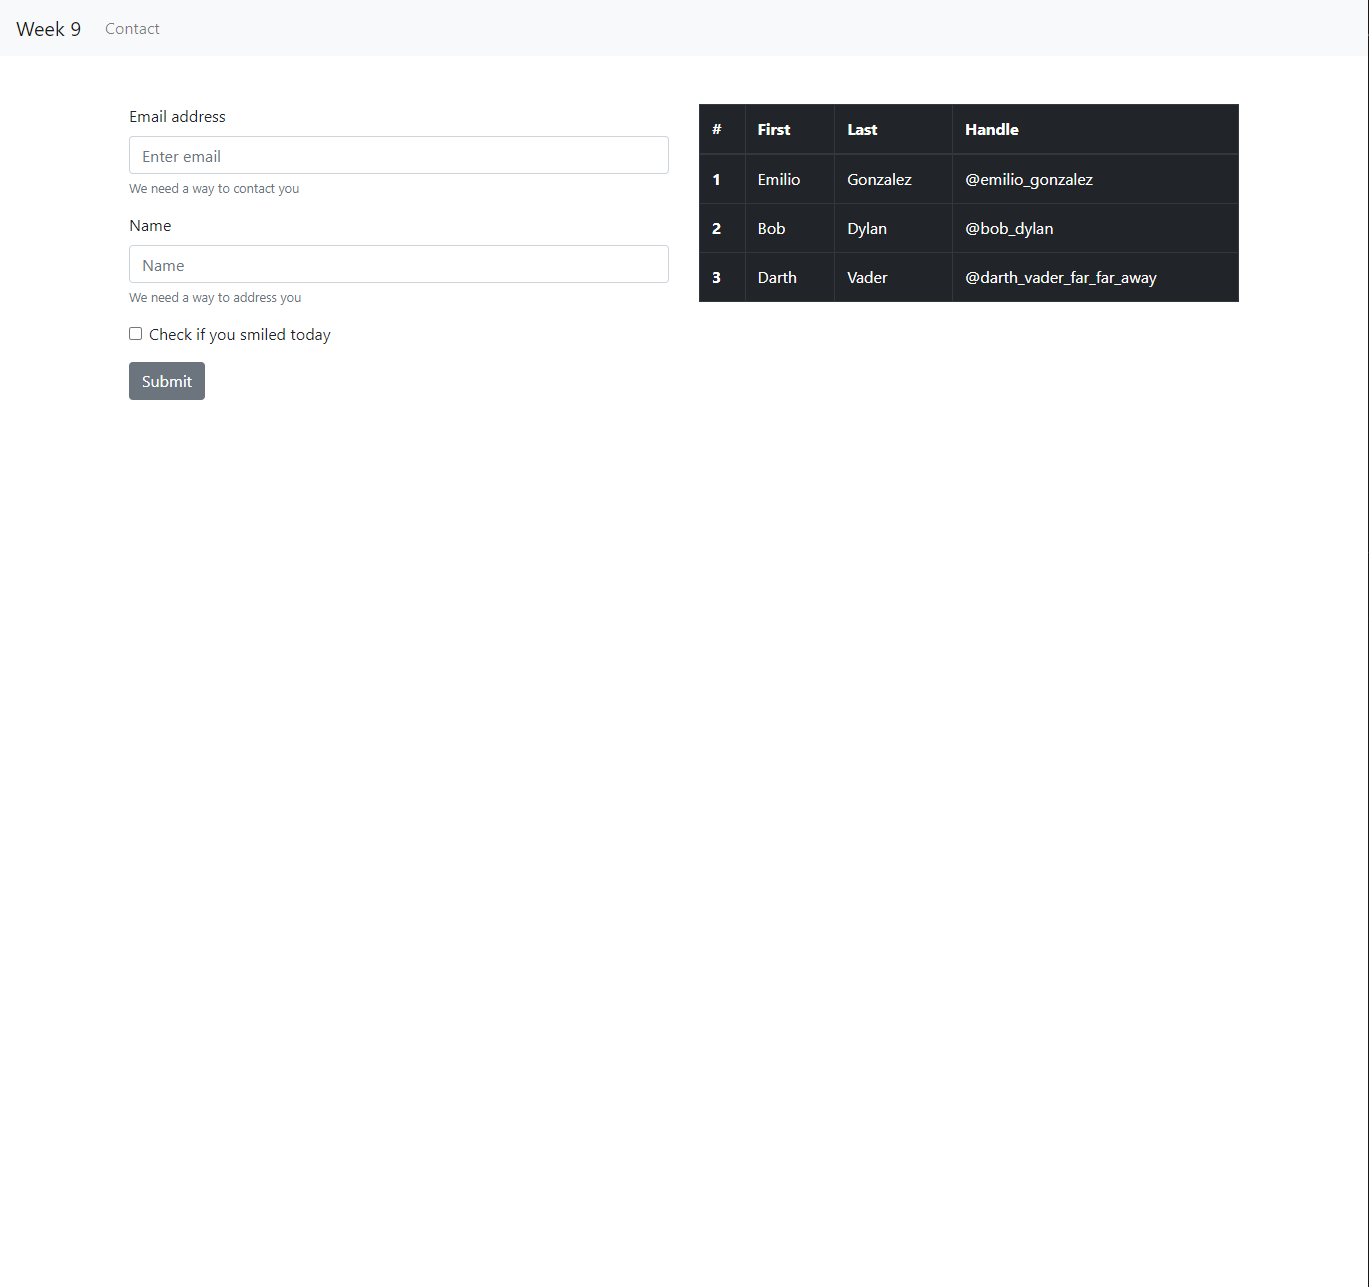 Week 9 Contact
Email address
Enter email
We need a way to contact you
Name
Name
We need a way to address you
Check if you smiled today
Submit
# First Last Handle
1 Emilio Gonzalez @emilio_gonzalez
2 Bob Dylan @bob_dylan
3 Darth Vader @darth_vader_far_far_away